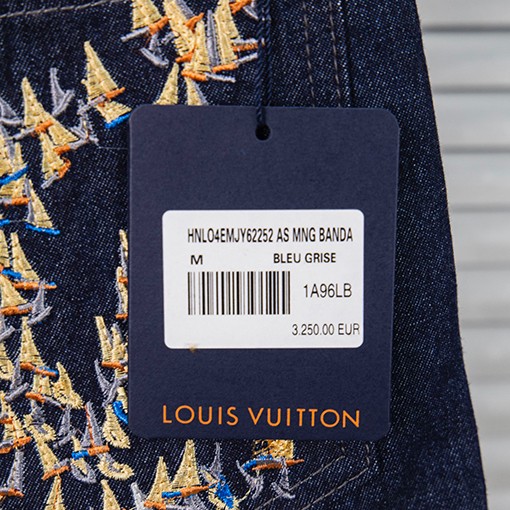 HNLO4EMJY62252 AS MNG BANDA
M BLEU GRISE
1A96LB
3.250.00 EUR
LOUIS VUITTON